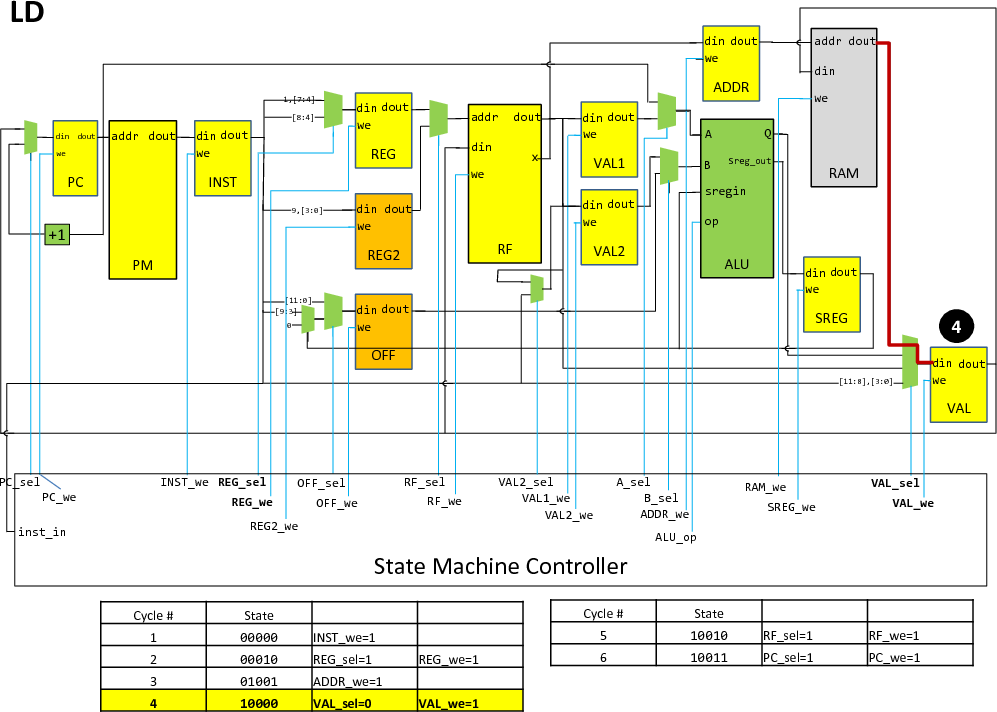 LD
din dout
we
ADDR
addr dout
din
we
RAM
1,[7:4]
[8:4]
din dout
we
REG
din dout
we
PC
addr dout
PM
din dout
we
INST
addr dout
din
we
x
RF
din dout
we
VAL1
A
B
sregin
op
Q
Sreg_out
ALU
9,[3:0]
din dout
we
REG2
din dout
we
VAL2
+1
din dout
we
SREG
[11:0]
[9:3]
0
din dout
we
OFF
4
din dout
we
VAL
[11:8],[3:0]
PC_sel
PC_we
INST_we
REG_sel
REG_we
REG2_we
OFF_sel
OFF_we
RF_sel
RF_we
VAL2_sel
VAL1_we
VAL2_we
A_sel
B_sel
ADDR_we
ALU_op
RAM_we
SREG_we
VAL_sel
VAL_we
inst_in
State Machine Controller
Cycle # State
1 00000 INST_we=1
2 00010 REG_sel=1 REG_we=1
3 01001 ADDR_we=1
4 10000 VAL_sel=0 VAL_we=1
Cycle # State
5 10010 RF_sel=1 RF_we=1
6 10011 PC_sel=1 PC_we=1